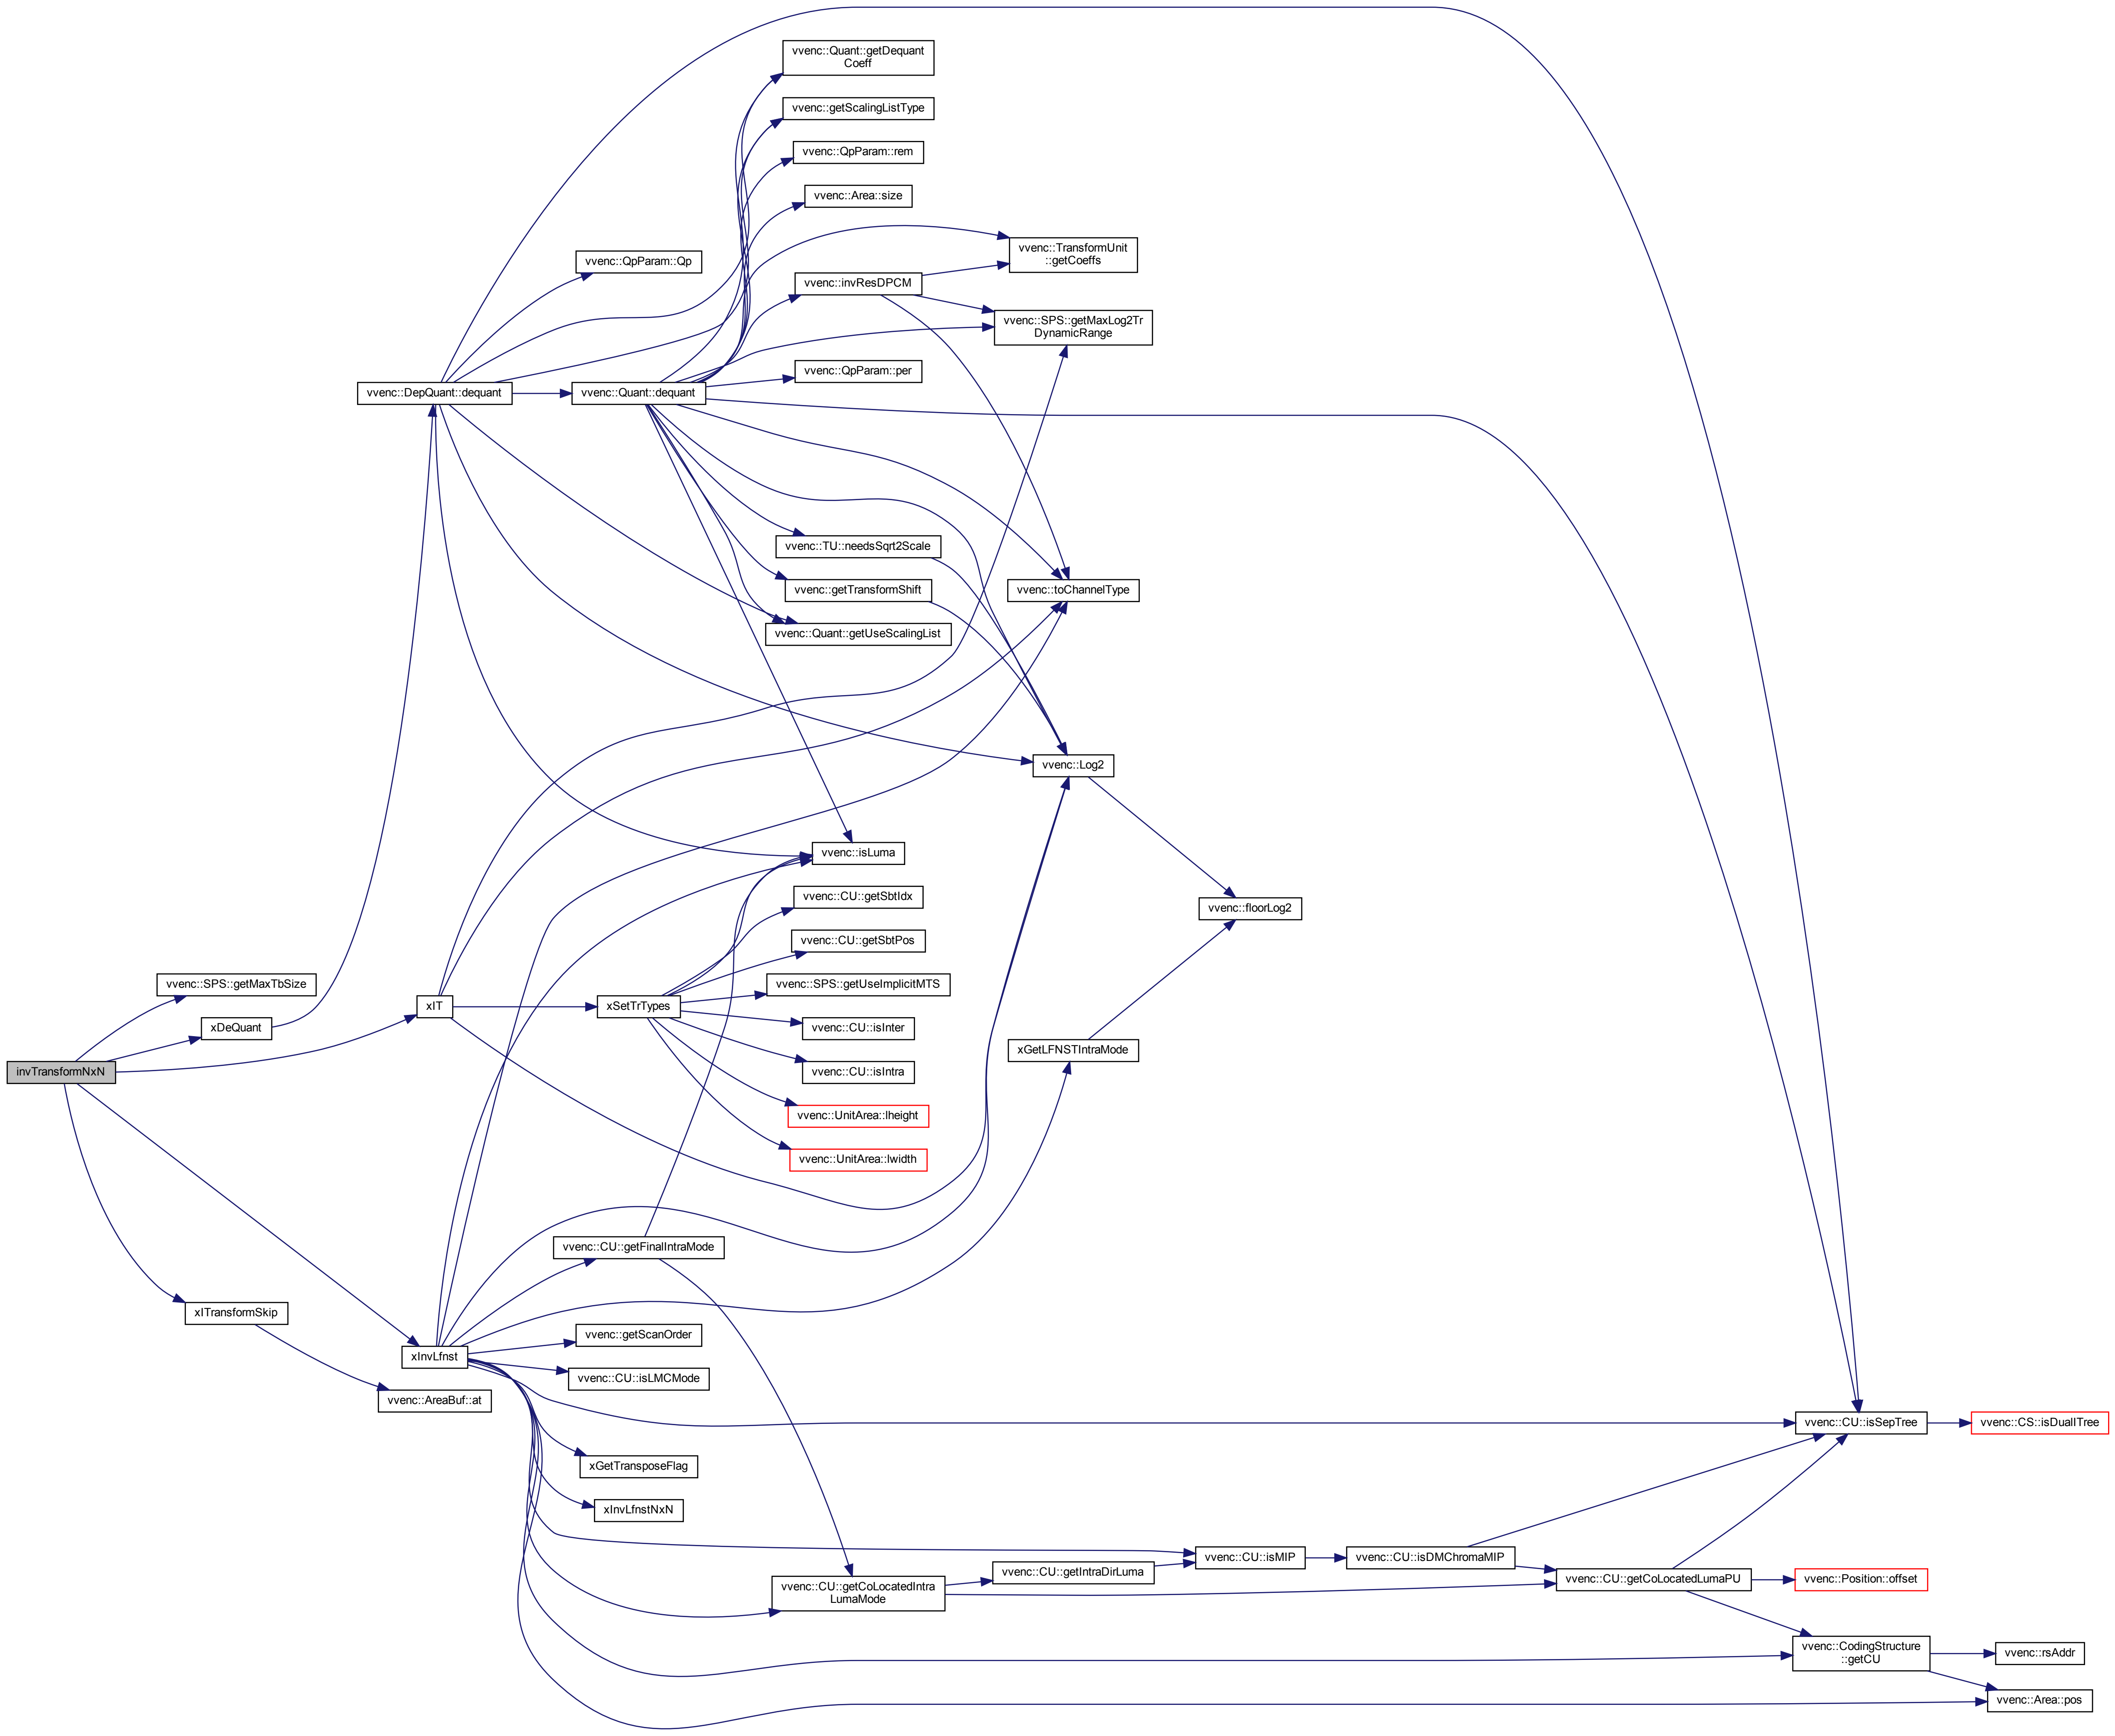 vvenc::Quant::getDequant
Coeff
vvenc::getScalingListType
vvenc::QpParam::rem
vvenc::Area::size
vvenc::TransformUnit
::getCoeffs
vvenc::QpParam::Qp
vvenc::invResDPCM
vvenc::SPS::getMaxLog2Tr
DynamicRange
vvenc::QpParam::per
vvenc::DepQuant::dequant
vvenc::Quant::dequant
vvenc::TU::needsSqrt2Scale
vvenc::getTransformShift
vvenc::toChannelType
vvenc::Quant::getUseScalingList
vvenc::Log2
vvenc::isLuma
vvenc::CU::getSbtIdx
vvenc::floorLog2
vvenc::CU::getSbtPos
vvenc::SPS::getMaxTbSize
vvenc::SPS::getUseImplicitMTS
xIT
xSetTrTypes
xDeQuant
vvenc::CU::isInter
xGetLFNSTIntraMode
invTransformNxN
vvenc::CU::isIntra
vvenc::UnitArea::lheight
vvenc::UnitArea::lwidth
vvenc::CU::getFinalIntraMode
xITransformSkip
vvenc::getScanOrder
xInvLfnst
vvenc::CU::isLMCMode
vvenc::AreaBuf::at
vvenc::CU::isSepTree
vvenc::CS::isDualITree
xGetTransposeFlag
xInvLfnstNxN
vvenc::CU::isMIP
vvenc::CU::isDMChromaMIP
vvenc::CU::getIntraDirLuma
vvenc::CU::getCoLocatedLumaPU
vvenc::Position::offset
vvenc::CU::getCoLocatedIntra
LumaMode
vvenc::CodingStructure
::getCU
vvenc::rsAddr
vvenc::Area::pos